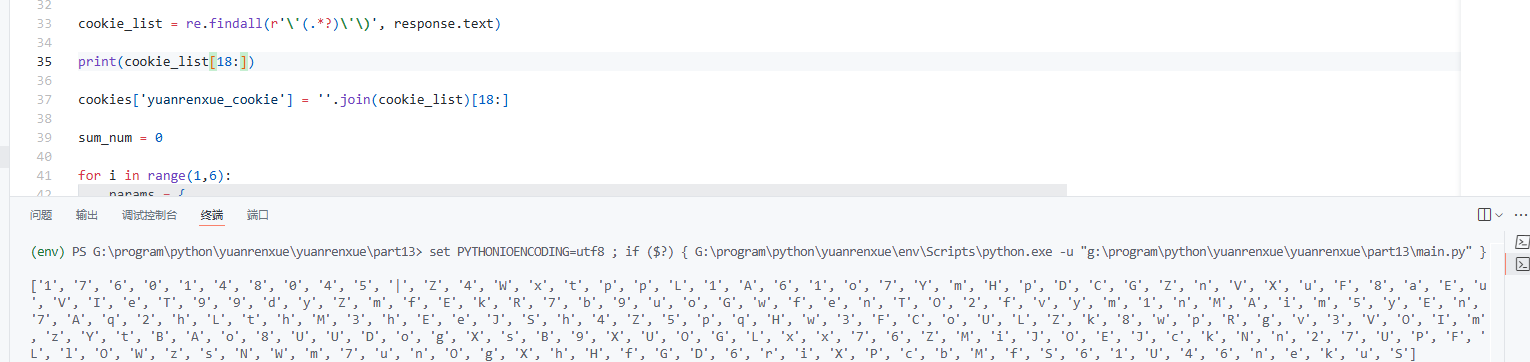 32
33 cookie_list = re.findall(r'\'(.*?)\'\)', response.text)
34
35 print(cookie_list[18:])
36
37 cookies['yuanrenxue_cookie'] = ''.join(cookie_list)[18:]
38
39 sum_num = 0
40
41 for i in range(1,6):
42 params = {
问题 输出 调试控制台 终端 端口
(env) PS G:\program\python\yuanrenxue\yuanrenxue\part13> set PYTHONIOENCODING=utf8 ; if ($?) { G:\program\python\yuanrenxue\env\Scripts\python.exe -u "g:\program\python\yuanrenxue\yuanrenxue\part13\main.py" }
['1', '7', '6', '0', '1', '4', '8', '0', '4', '5', '|', 'Z', '4', 'W', 'x', 't', 'p', 'p', 'L', '1', 'A', '6', '1', 'o', '7', 'Y', 'm', 'H', 'p', 'D', 'C', 'G', 'Z', 'n', 'V', 'X', 'u', 'F', '8', 'a', 'E', 'u
', 'V', 'I', 'e', 'T', '9', '9', 'd', 'y', 'Z', 'm', 'f', 'E', 'k', 'R', '7', 'b', '9', 'u', 'o', 'G', 'w', 'f', 'e', 'n', 'T', 'O', '2', 'f', 'v', 'y', 'm', '1', 'n', 'M', 'A', 'i', 'm', '5', 'y', 'E', 'n',
'7', 'A', 'q', '2', 'h', 'L', 't', 'h', 'M', '3', 'h', 'E', 'e', 'J', 'S', 'h', '4', 'Z', '5', 'p', 'q', 'H', 'w', '3', 'F', 'C', 'o', 'U', 'L', 'Z', 'k', '8', 'w', 'p', 'R', 'g', 'v', '3', 'V', 'O', 'I', 'm'
, 'z', 'Y', 't', 'B', 'A', 'o', '8', 'U', 'U', 'D', 'o', 'g', 'X', 's', 'B', '9', 'X', 'U', 'O', 'G', 'L', 'x', 'x', '7', '6', 'Z', 'M', 'i', 'J', 'O', 'E', 'J', 'c', 'k', 'N', 'n', '2', '7', 'U', 'P', 'F', '
L', 'l', 'O', 'W', 'z', 's', 'N', 'W', 'm', '7', 'u', 'n', 'O', 'g', 'X', 'h', 'H', 'f', 'G', 'D', '6', 'r', 'i', 'X', 'P', 'c', 'b', 'M', 'f', 'S', '6', '1', 'U', '4', '6', 'n', 'e', 'k', 'u', 'S']